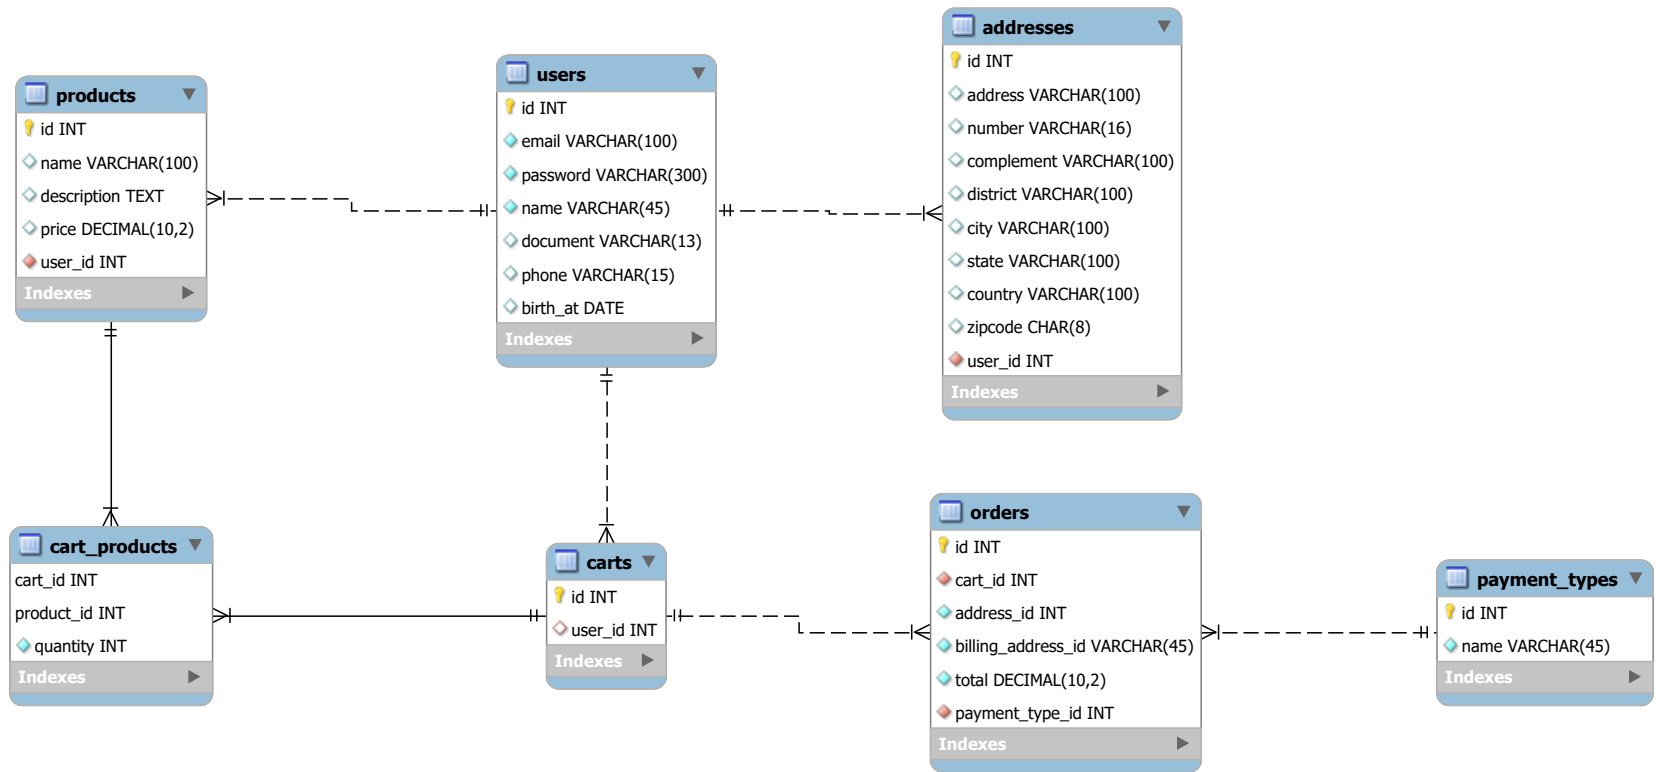 products
id INT
name VARCHAR(100)
description TEXT
price DECIMAL(10,2)
user_id INT
Indexes
users
id INT
email VARCHAR(100)
password VARCHAR(300)
name VARCHAR(45)
document VARCHAR(13)
phone VARCHAR(15)
birth_at DATE
Indexes
addresses
id INT
address VARCHAR(100)
number VARCHAR(16)
complement VARCHAR(100)
district VARCHAR(100)
city VARCHAR(100)
state VARCHAR(100)
country VARCHAR(100)
zipcode CHAR(8)
user_id INT
Indexes
cart_products
cart_id INT
product_id INT
quantity INT
Indexes
carts
id INT
user_id INT
Indexes
orders
id INT
cart_id INT
address_id INT
billing_address_id VARCHAR(45)
total DECIMAL(10,2)
payment_type_id INT
Indexes
payment_types
id INT
name VARCHAR(45)
Indexes